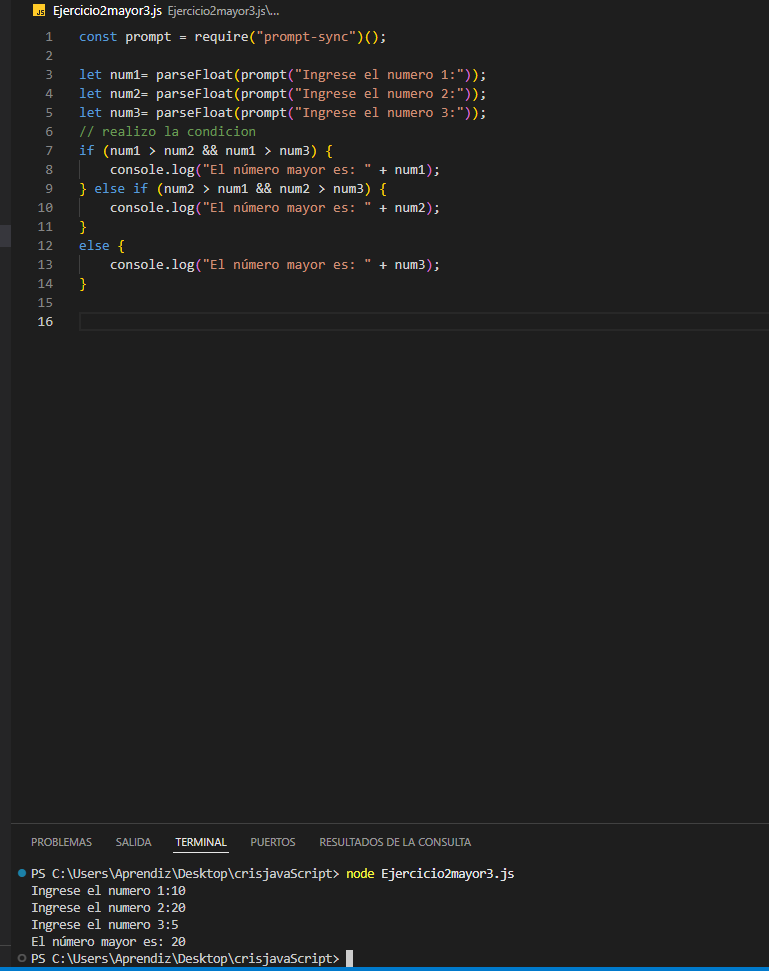 JS Ejercicio2mayor3.js Ejercicio2mayor3.js\...
1 const prompt = require("prompt-sync")();
2
3 let num1= parseFloat(prompt("Ingrese el numero 1:"));
4 let num2= parseFloat(prompt("Ingrese el numero 2:"));
5 let num3= parseFloat(prompt("Ingrese el numero 3:"));
6 // realizo la condicion
7 if (num1 > num2 && num1 > num3) {
8     console.log("El número mayor es: " + num1);
9 } else if (num2 > num1 && num2 > num3) {
10     console.log("El número mayor es: " + num2);
11 }
12 else {
13     console.log("El número mayor es: " + num3);
14 }
15
16
PROBLEMAS SALIDA TERMINAL PUERTOS RESULTADOS DE LA CONSULTA
PS C:\Users\Aprendiz\Desktop\crisjavaScript> node Ejercicio2mayor3.js
Ingrese el numero 1:10
Ingrese el numero 2:20
Ingrese el numero 3:5
El número mayor es: 20
PS C:\Users\Aprendiz\Desktop\crisjavaScript>